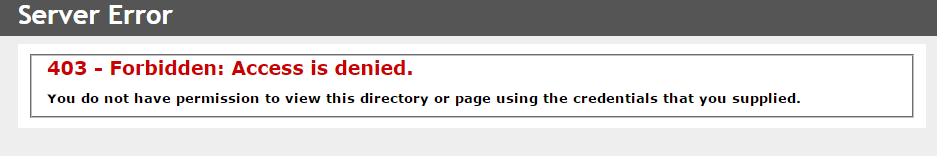 Server Error
403 - Forbidden: Access is denied.
You do not have permission to view this directory or page using the credentials that you supplied.